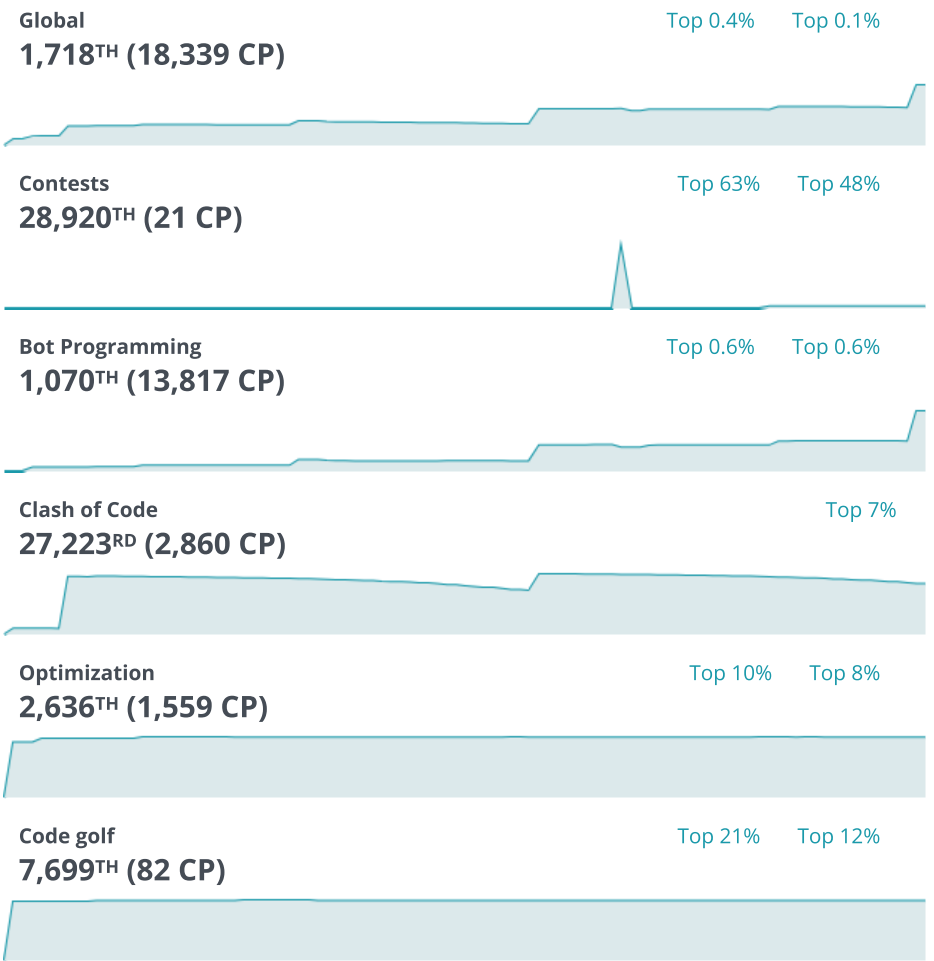 Global Top 0.4% Top 0.1%
1,718TH (18,339 CP)
Contests Top 63% Top 48%
28,920TH (21 CP)
Bot Programming Top 0.6% Top 0.6%
1,070TH (13,817 CP)
Clash of Code Top 7%
27,223RD (2,860 CP)
Optimization Top 10% Top 8%
2,636TH (1,559 CP)
Code golf Top 21% Top 12%
7,699TH (82 CP)